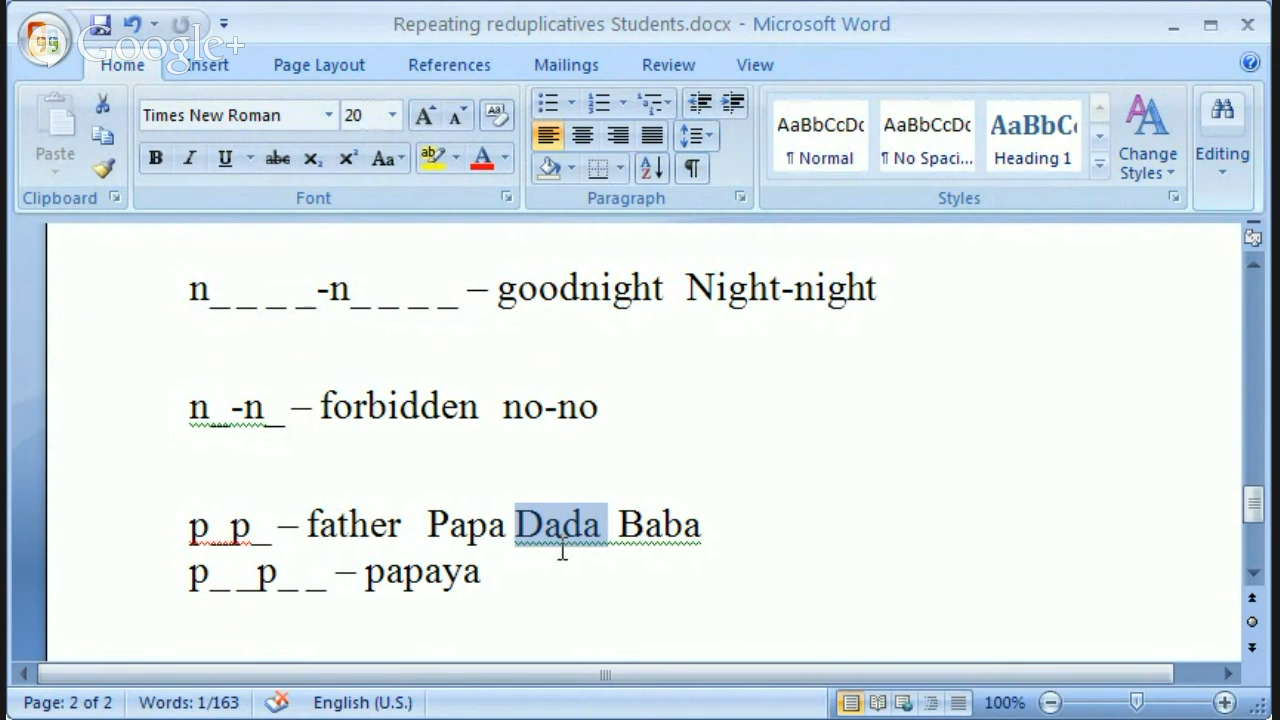 Repeating reduplicatives Students.docx - Microsoft Word
Google+
Home Insert Page Layout References Mailings Review View
Times New Roman 20
AaBbCcDc AaBbCcDc AaBbC
Paste
¶ Normal ¶ No Spaci... Heading 1
Change Styles
Editing
Clipboard Font Paragraph Styles
n_ _ _ _-n_ _ _ _ – goodnight Night-night
n_-n_ – forbidden no-no
p_p_ – father Papa Dada Baba
p_ _p_ _ – papaya
Page: 2 of 2 Words: 1/163 English (U.S.) 100%